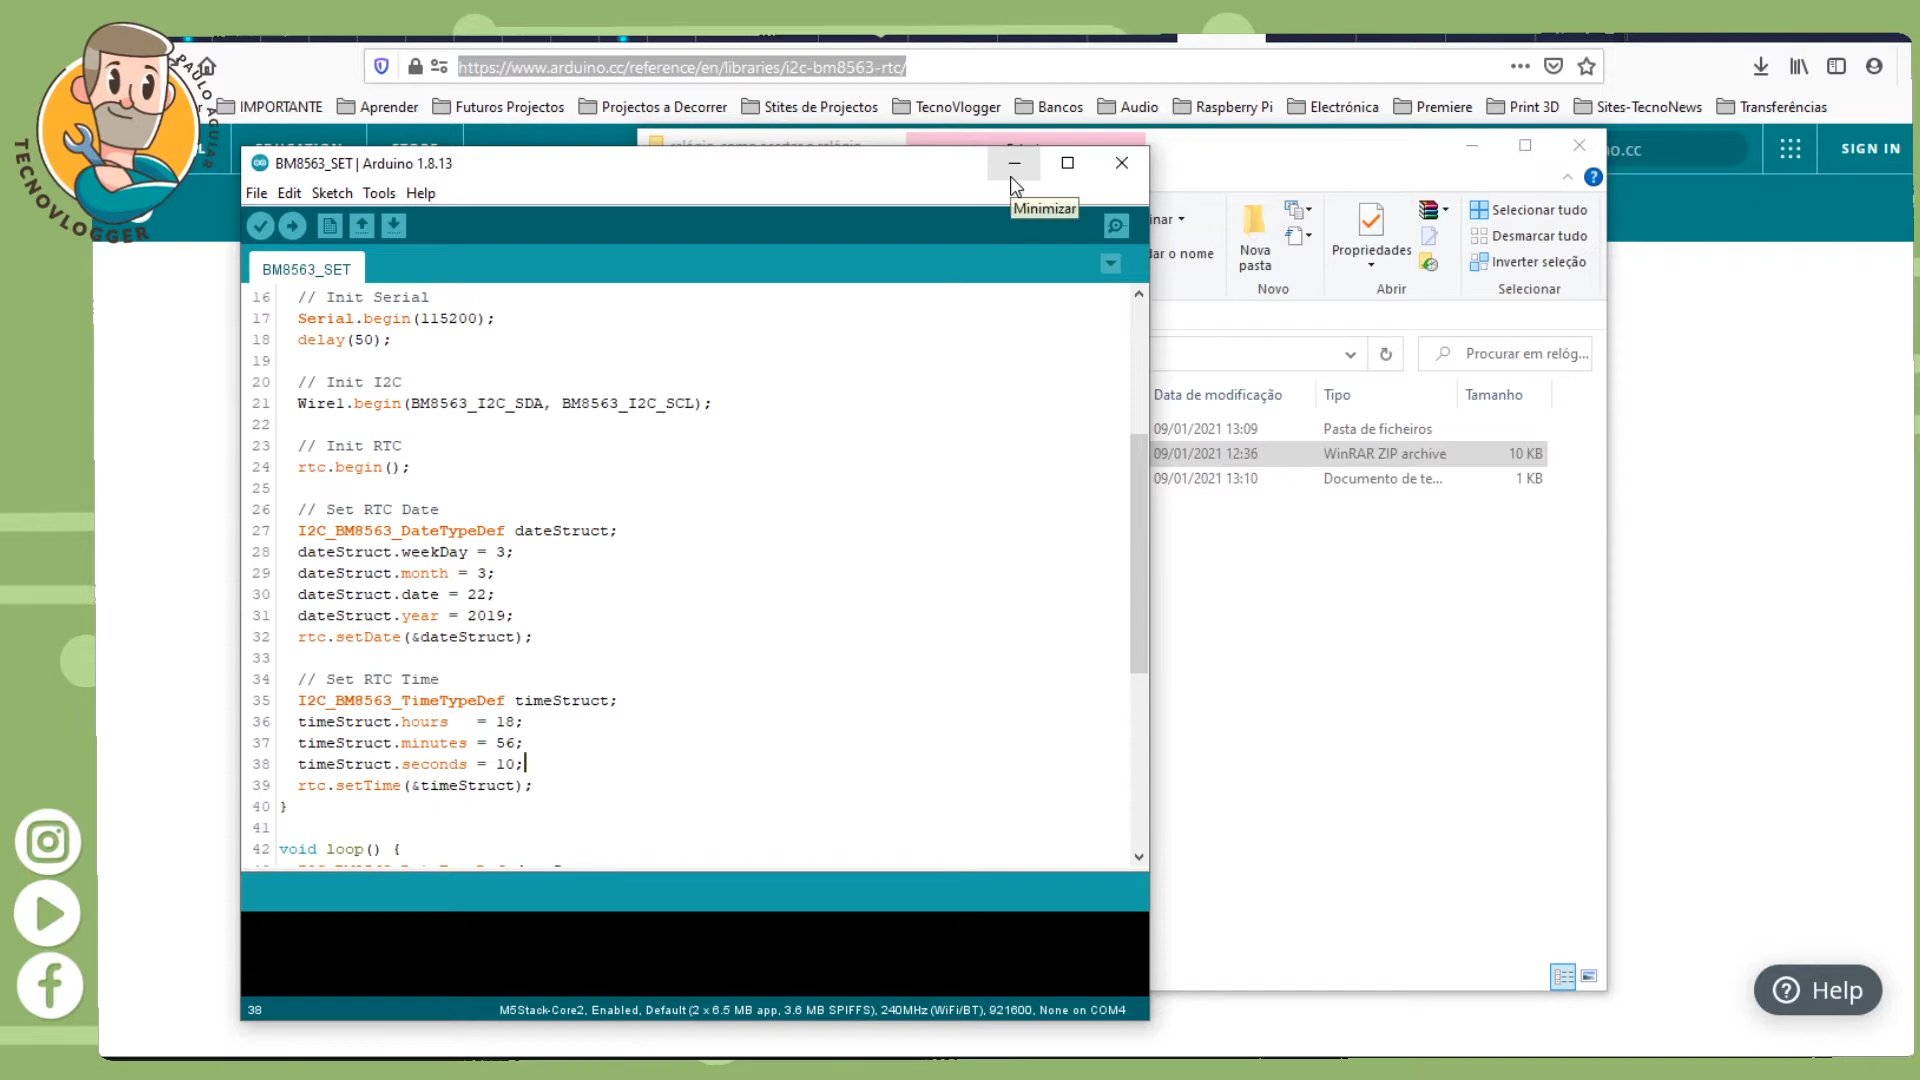 https://www.arduino.cc/reference/en/libraries/i2c-bm8563-rtc/
IMPORTANTE
Aprender
Futuros Projectos
Projectos a Decorrer
Stites de Projectos
TecnoVlogger
Bancos
Audio
Raspberry Pi
Electrónica
Premiere
Print 3D
Sites-TecnoNews
Transferências
PAULO AGUIAR
TECNOVLOGGER
SIGN IN
BM8563_SET | Arduino 1.8.13
Minimizar
File Edit Sketch Tools Help
BM8563_SET
16 // Init Serial
17 Serial.begin(115200);
18 delay(50);
19
20 // Init I2C
21 Wire1.begin(BM8563_I2C_SDA, BM8563_I2C_SCL);
22
23 // Init RTC
24 rtc.begin();
25
26 // Set RTC Date
27 I2C_BM8563_DateTypeDef dateStruct;
28 dateStruct.weekDay = 3;
29 dateStruct.month = 3;
30 dateStruct.date = 22;
31 dateStruct.year = 2019;
32 rtc.setDate(&dateStruct);
33
34 // Set RTC Time
35 I2C_BM8563_TimeTypeDef timeStruct;
36 timeStruct.hours   = 18;
37 timeStruct.minutes = 56;
38 timeStruct.seconds = 10;
39 rtc.setTime(&timeStruct);
40 }
41
42 void loop() {
38
M5Stack-Core2, Enabled, Default (2 x 6.5 MB app, 3.6 MB SPIFFS), 240MHz (WiFi/BT), 921600, None on COM4
Nova pasta
Propriedades
Selecionar tudo
Desmarcar tudo
Inverter seleção
Novo
Abrir
Selecionar
Procurar em relóg...
Data de modificação
Tipo
Tamanho
09/01/2021 13:09 Pasta de ficheiros
09/01/2021 12:36 WinRAR ZIP archive 10 KB
09/01/2021 13:10 Documento de te... 1 KB
Help